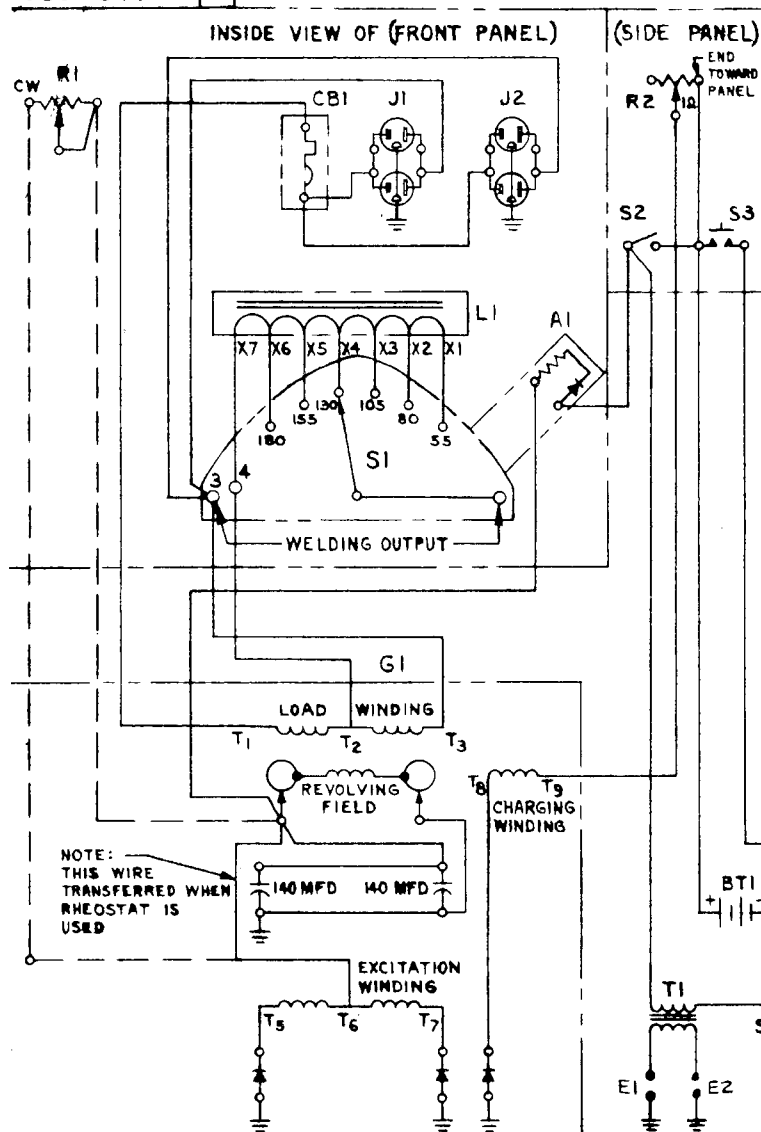 INSIDE VIEW OF (FRONT PANEL)
(SIDE PANEL)
END
TOWARD
PANEL
CW
R1
CB1
J1
J2
R2
1Ω
S2
S3
L1
A1
X7
X6
X5
X4
X3
X2
X1
180
155
130
105
80
55
S1
3
4
WELDING OUTPUT
G1
LOAD
WINDING
T1
T2
T3
REVOLVING
FIELD
T8
T9
CHARGING
WINDING
NOTE:
THIS WIRE
TRANSFERRED WHEN
RHEOSTAT IS
USED
140 MFD
140 MFD
+
BT1
-
EXCITATION
WINDING
T5
T6
T7
T1
S
E1
E2